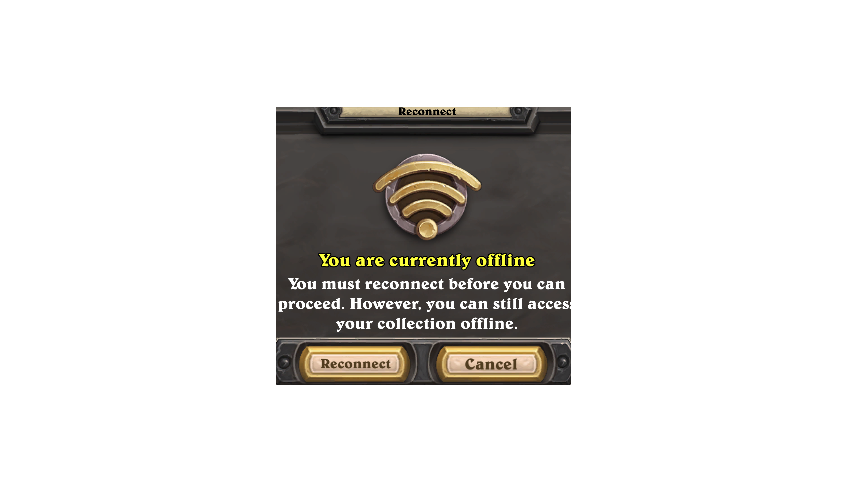 Reconnect
You are currently offline
You must reconnect before you can
proceed. However, you can still access
your collection offline.
Reconnect
Cancel